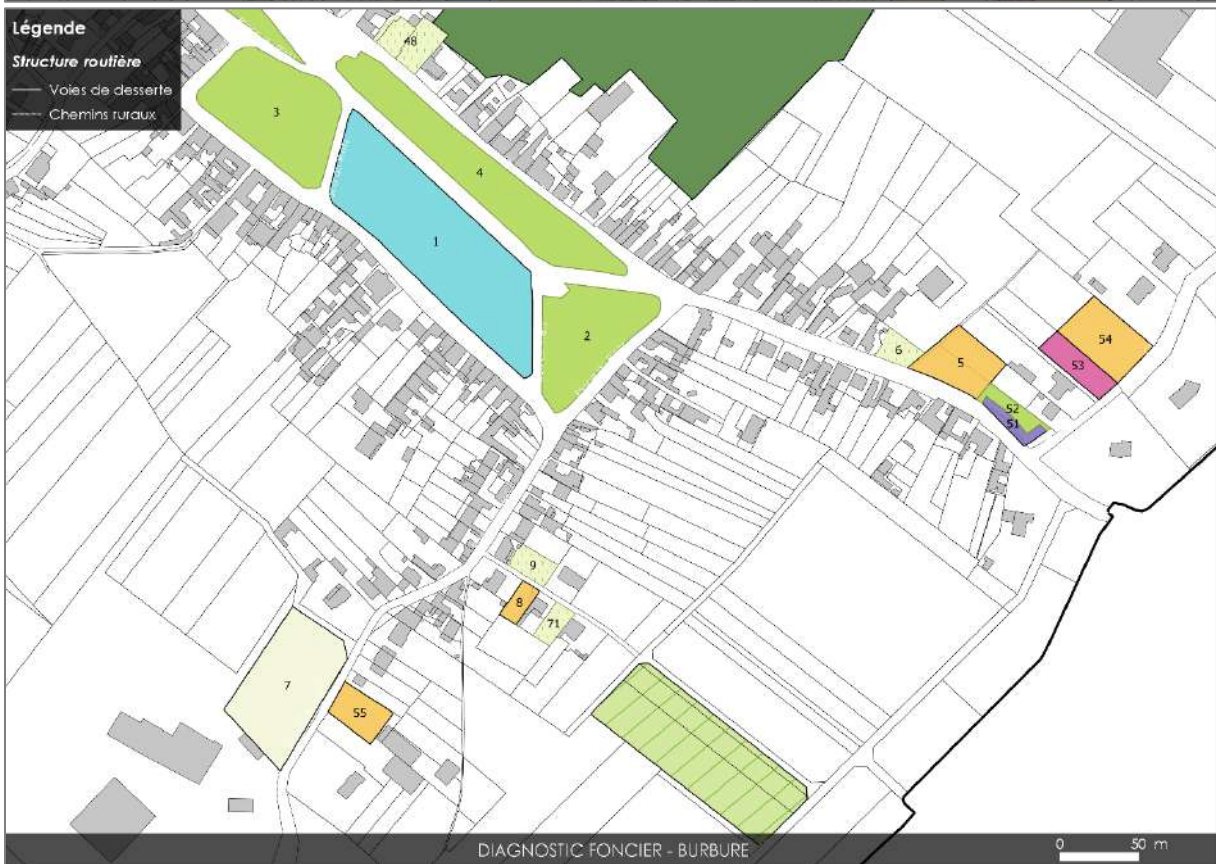 Légende
Structure routière
Voies de desserte
Chemins ruraux
48
3
4
1
2
6
5
54
53
52
51
9
8
71
7
55
DIAGNOSTIC FONCIER - BURBURE
0 50 m